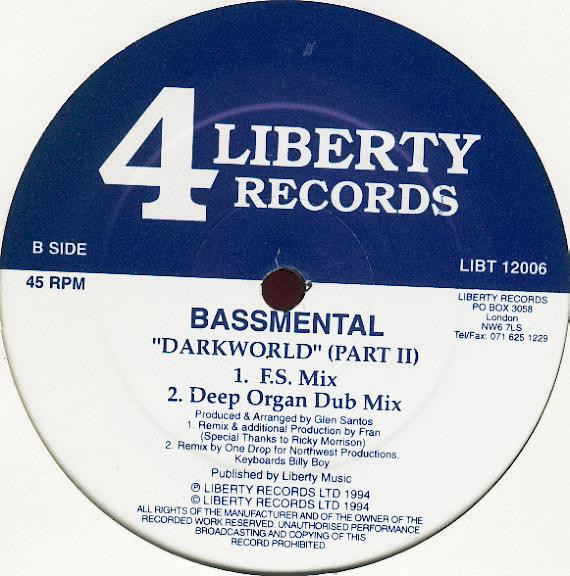 4 LIBERTY
RECORDS
B SIDE
LIBT 12006
45 RPM
LIBERTY RECORDS
PO BOX 3058
London
NW6 7LS
Tel/Fax: 071 625 1229
BASSMENTAL
"DARKWORLD" (PART II)
1. F.S. Mix
2. Deep Organ Dub Mix
Produced & Arranged by Glen Santos
1. Remix & additional Production by Fran
(Special Thanks to Ricky Morrison)
2. Remix by One Drop for Northwest Productions.
Keyboards Billy Boy
Published by Liberty Music
℗ LIBERTY RECORDS LTD 1994
© LIBERTY RECORDS LTD 1994
ALL RIGHTS OF THE MANUFACTURER AND OF THE OWNER OF THE
RECORDED WORK RESERVED. UNAUTHORISED PERFORMANCE
BROADCASTING AND COPYING OF THIS
RECORD PROHIBITED.